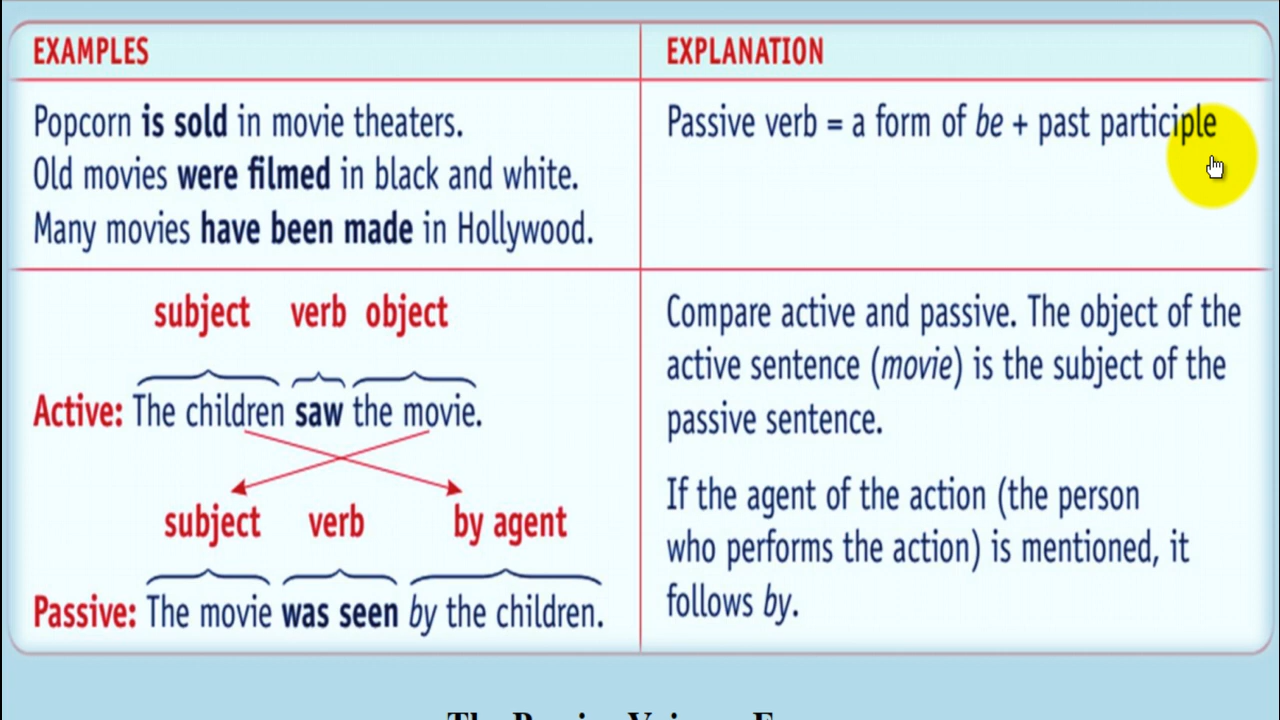 EXAMPLES
EXPLANATION
Popcorn is sold in movie theaters.
Old movies were filmed in black and white.
Many movies have been made in Hollywood.
Passive verb = a form of be + past participle
subject verb object
Active: The children saw the movie.
subject verb by agent
Passive: The movie was seen by the children.
Compare active and passive. The object of the
active sentence (movie) is the subject of the
passive sentence.
If the agent of the action (the person
who performs the action) is mentioned, it
follows by.
The Passive Voice